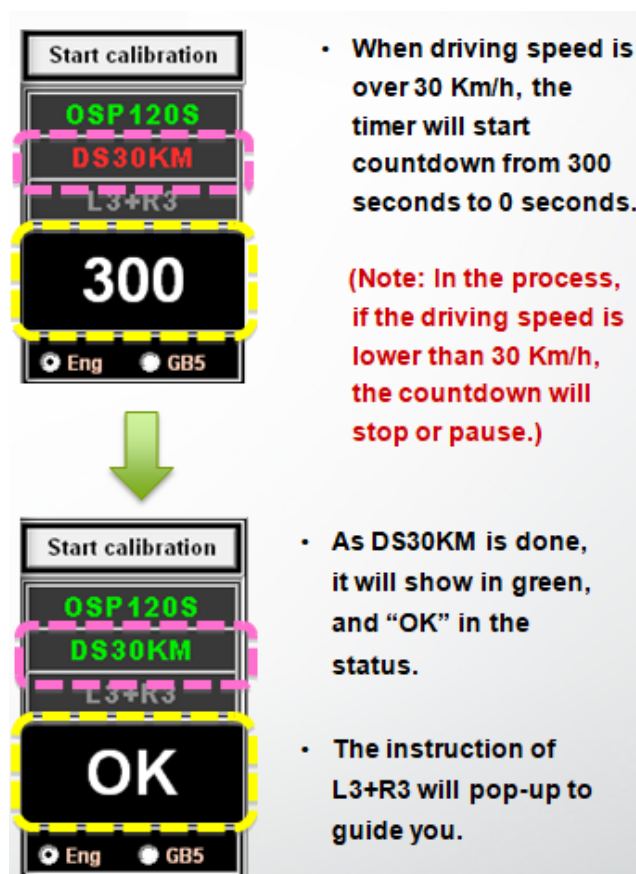 Start calibration
OSP120S
DS30KM
L3+R3
300
Eng GB5
• When driving speed is
over 30 Km/h, the
timer will start
countdown from 300
seconds to 0 seconds.
(Note: In the process,
if the driving speed is
lower than 30 Km/h,
the countdown will
stop or pause.)
Start calibration
OSP120S
DS30KM
L3+R3
OK
Eng GB5
• As DS30KM is done,
it will show in green,
and “OK” in the
status.
• The instruction of
L3+R3 will pop-up to
guide you.